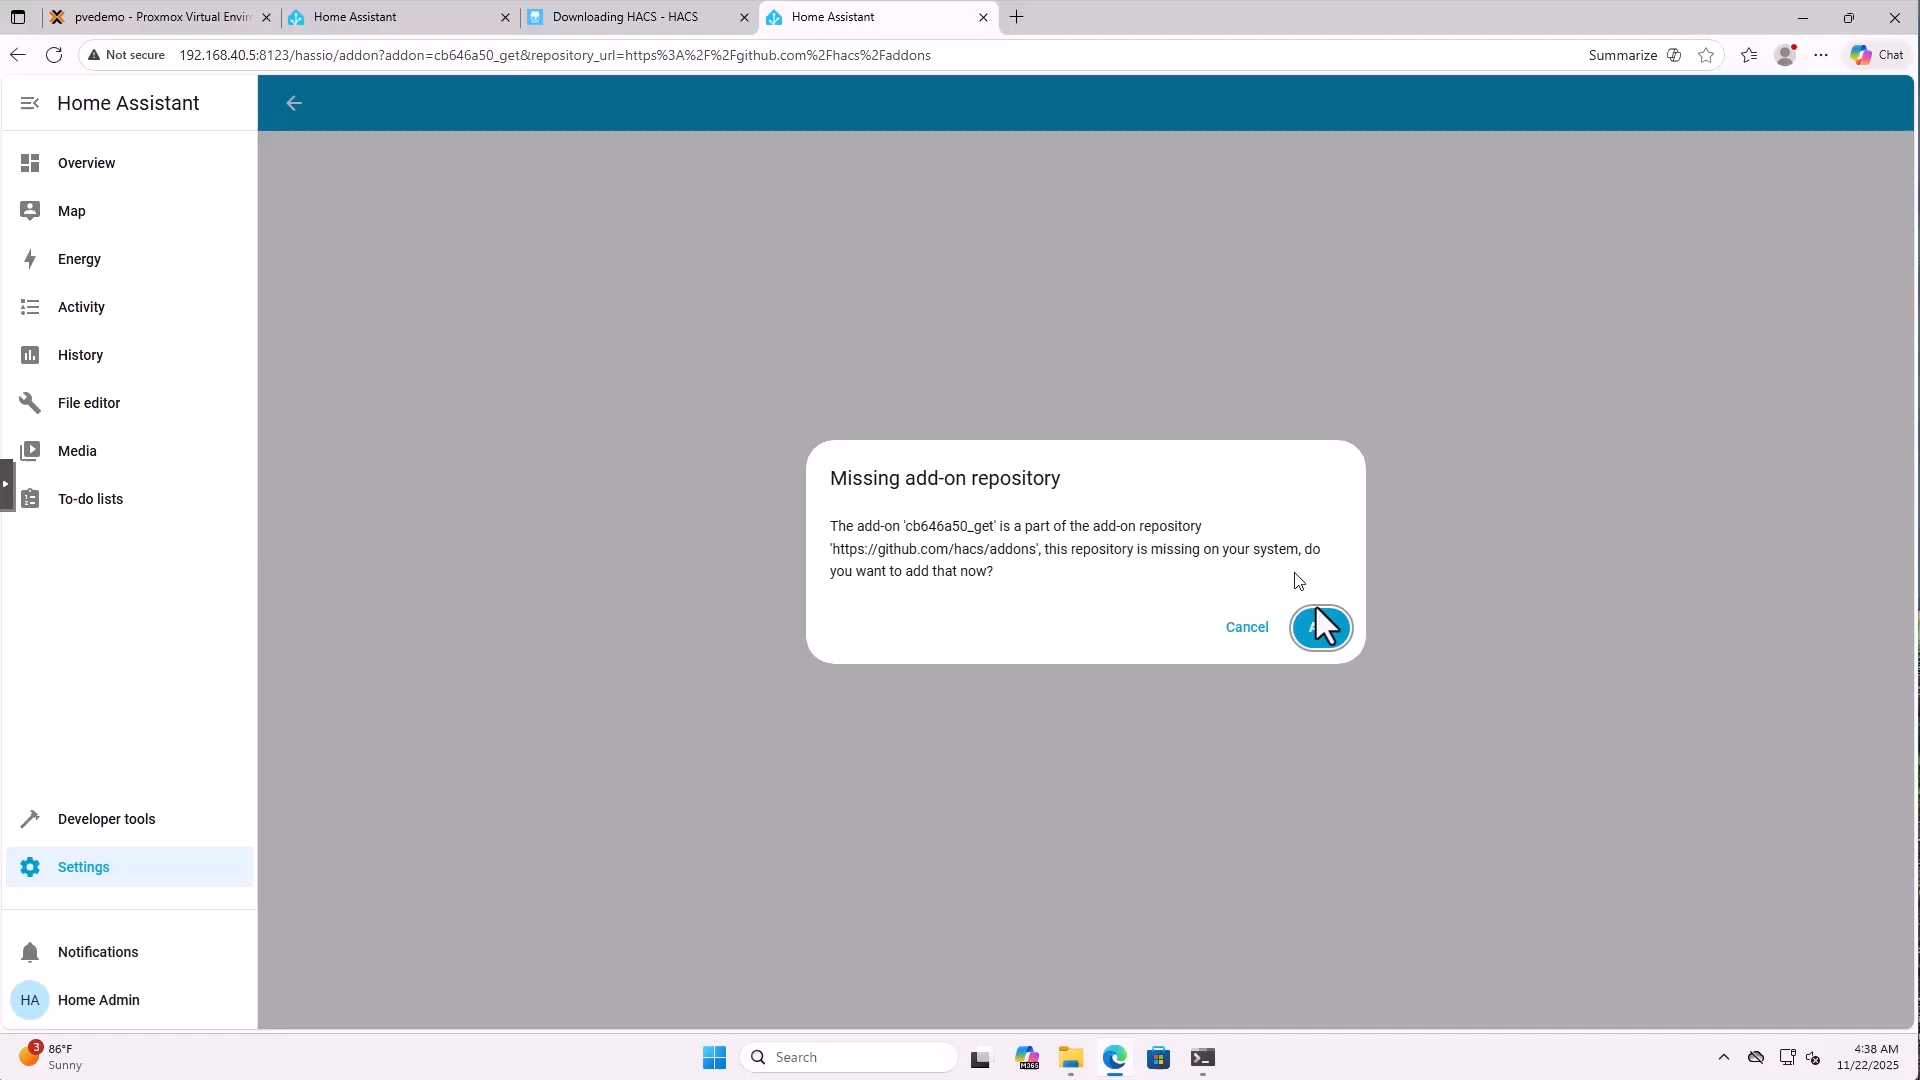 pvedemo - Proxmox Virtual Envir
Home Assistant
Downloading HACS - HACS
Home Assistant
Not secure
192.168.40.5:8123/hassio/addon?addon=cb646a50_get&repository_url=https%3A%2F%2Fgithub.com%2Fhacs%2Faddons
Summarize
Chat
Home Assistant
Overview
Map
Energy
Activity
History
File editor
Media
To-do lists
Missing add-on repository
The add-on 'cb646a50_get' is a part of the add-on repository
'https://github.com/hacs/addons', this repository is missing on your system, do
you want to add that now?
Cancel
Developer tools
Settings
Notifications
HA
Home Admin
3
86°F
Sunny
Search
M365
4:38 AM
11/22/2025